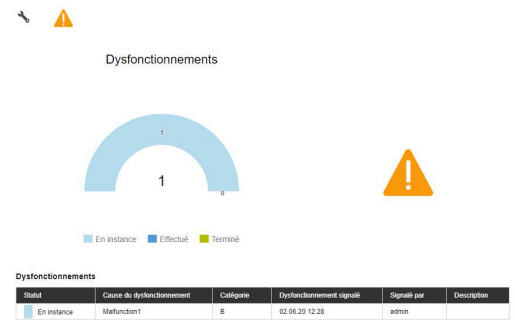 Dysfonctionnements
1
1
0
En instance Effectué Terminé
Dysfonctionnements
Statut Cause du dysfonctionnement Catégorie Dysfonctionnement signalé Signalé par Description
En instance Malfunction1 B 02.06.20 12:28 admin